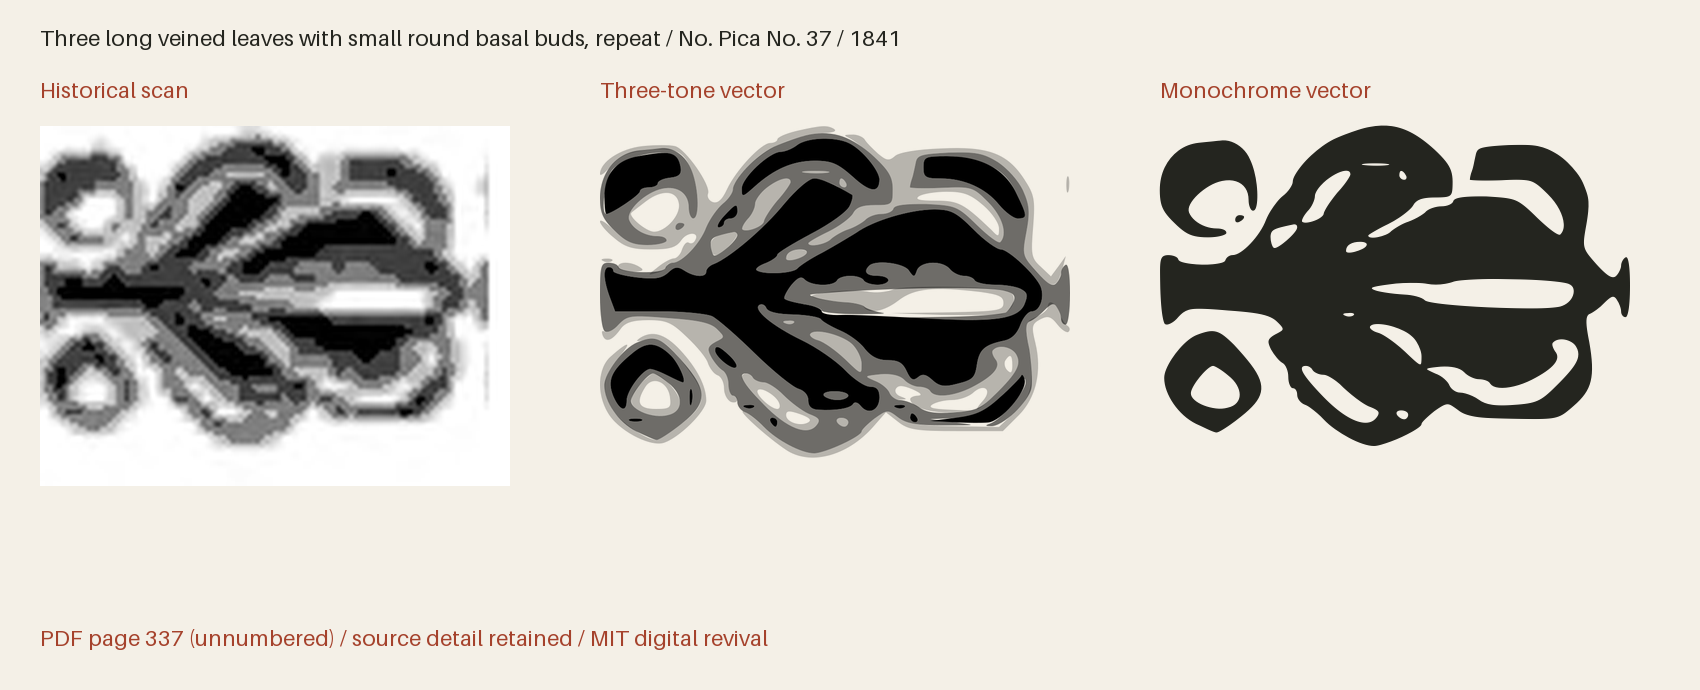 Three long veined leaves with small round basal buds, repeat / No. Pica No. 37 / 1841
Historical scan
Three-tone vector
Monochrome vector
PDF page 337 (unnumbered) / source detail retained / MIT digital revival